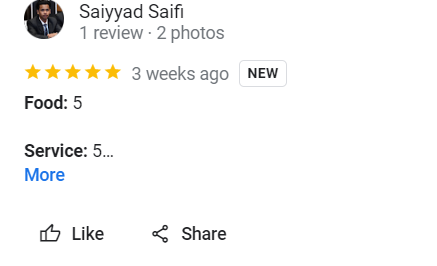 Saiyyad Saifi
1 review · 2 photos
3 weeks ago NEW
Food: 5
Service: 5...
More
Like Share